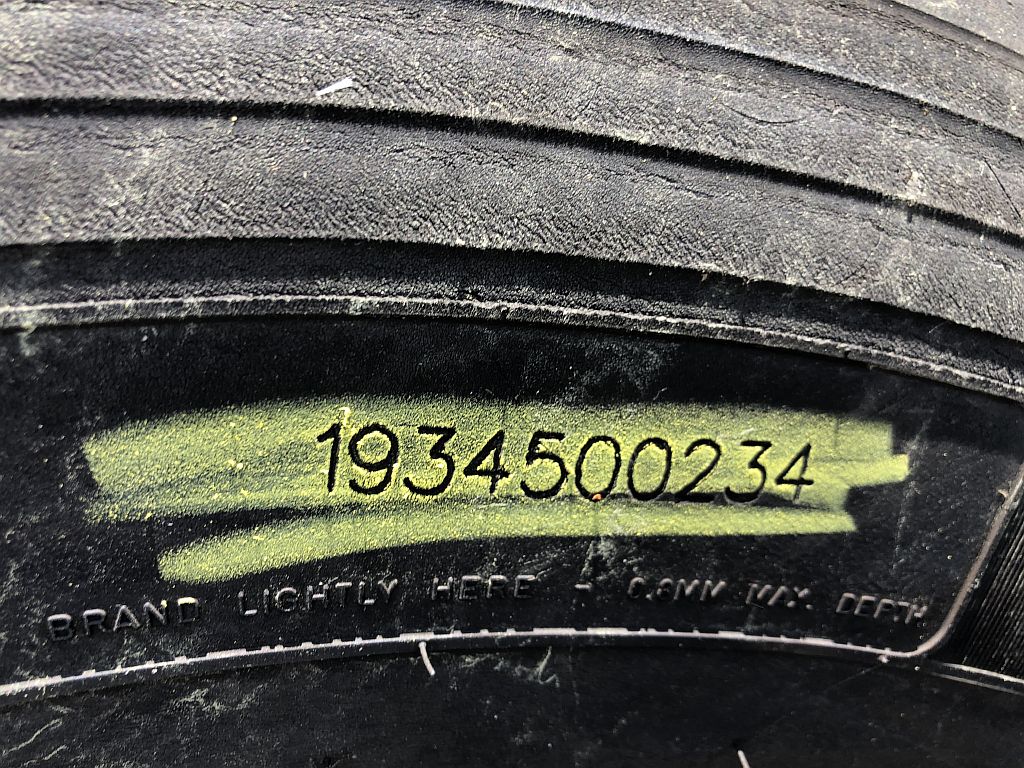 1934500234
BRAND LIGHTLY HERE - 0.8MM MAX. DEPTH